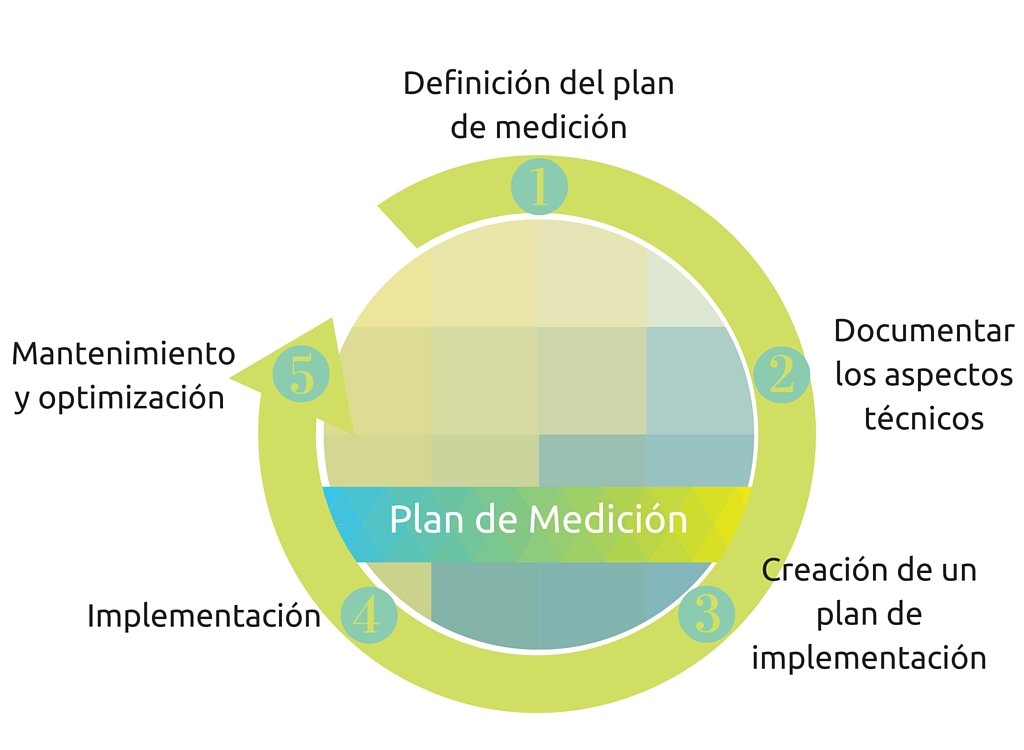 Definición del plan
de medición
1
Documentar
los aspectos
técnicos
2
Creación de un
plan de
implementación
3
Implementación
4
Mantenimiento
y optimización
5
Plan de Medición